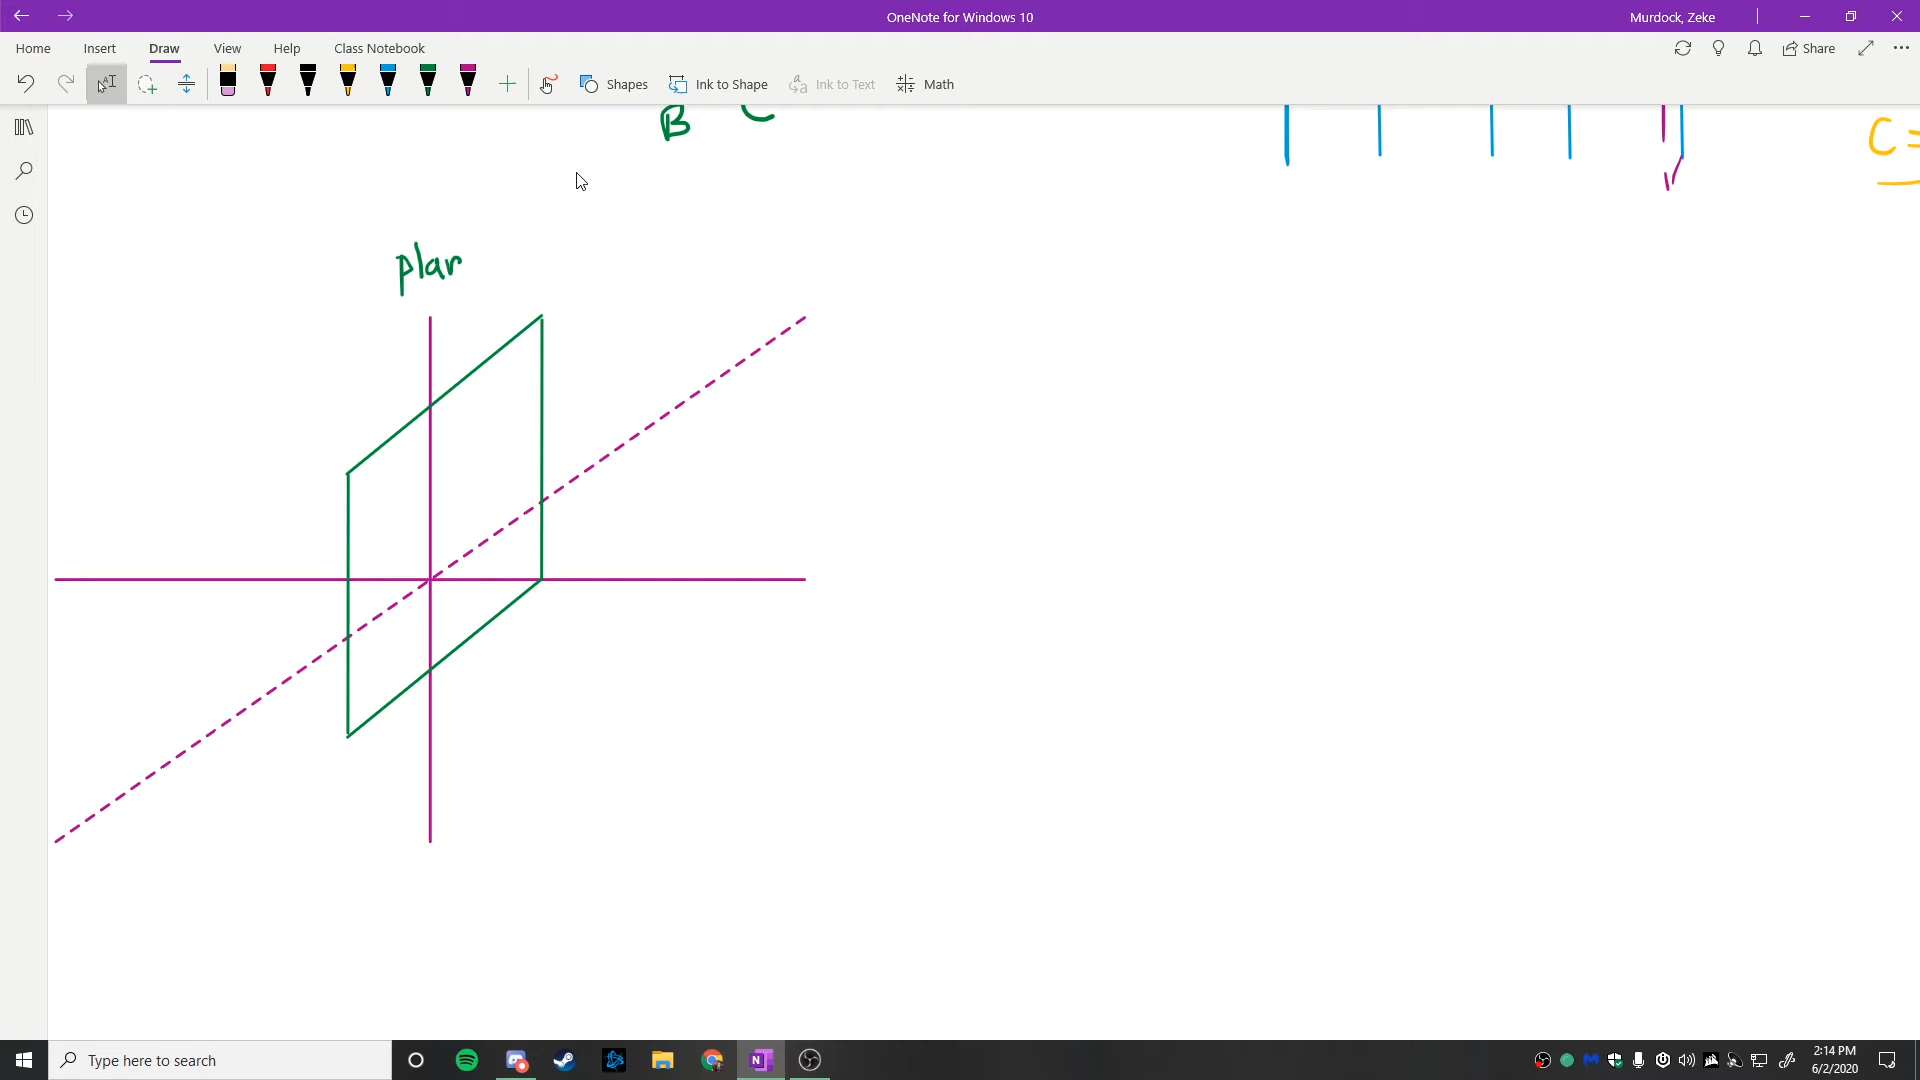 OneNote for Windows 10
Murdock, Zeke
Home Insert Draw View Help Class Notebook
Share
Shapes Ink to Shape Ink to Text Math
B C
C =
plar
Type here to search
2:14 PM
6/2/2020